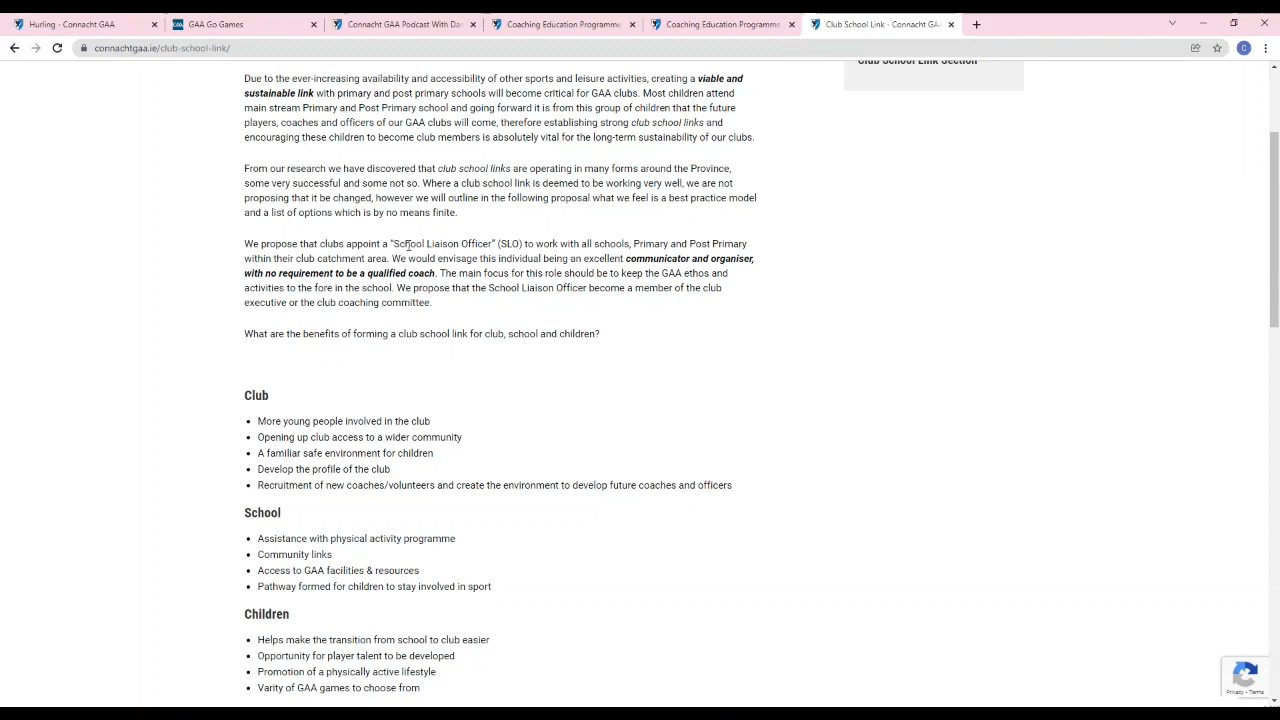 Hurling - Connacht GAA
GAA Go Games
Connacht GAA Podcast With Da
Coaching Education Programme
Coaching Education Programme
Club School Link - Connacht GA
connachtgaa.ie/club-school-link/
C
Club School Link Section
Due to the ever-increasing availability and accessibility of other sports and leisure activities, creating a viable and
sustainable link with primary and post primary schools will become critical for GAA clubs. Most children attend
main stream Primary and Post Primary school and going forward it is from this group of children that the future
players, coaches and officers of our GAA clubs will come, therefore establishing strong club school links and
encouraging these children to become club members is absolutely vital for the long-term sustainability of our clubs.
From our research we have discovered that club school links are operating in many forms around the Province,
some very successful and some not so. Where a club school link is deemed to be working very well, we are not
proposing that it be changed, however we will outline in the following proposal what we feel is a best practice model
and a list of options which is by no means finite.
We propose that clubs appoint a “School Liaison Officer” (SLO) to work with all schools, Primary and Post Primary
within their club catchment area. We would envisage this individual being an excellent communicator and organiser,
with no requirement to be a qualified coach. The main focus for this role should be to keep the GAA ethos and
activities to the fore in the school. We propose that the School Liaison Officer become a member of the club
executive or the club coaching committee.
What are the benefits of forming a club school link for club, school and children?
Club
• More young people involved in the club
• Opening up club access to a wider community
• A familiar safe environment for children
• Develop the profile of the club
• Recruitment of new coaches/volunteers and create the environment to develop future coaches and officers
School
• Assistance with physical activity programme
• Community links
• Access to GAA facilities & resources
• Pathway formed for children to stay involved in sport
Children
• Helps make the transition from school to club easier
• Opportunity for player talent to be developed
• Promotion of a physically active lifestyle
• Varity of GAA games to choose from
Privacy - Terms